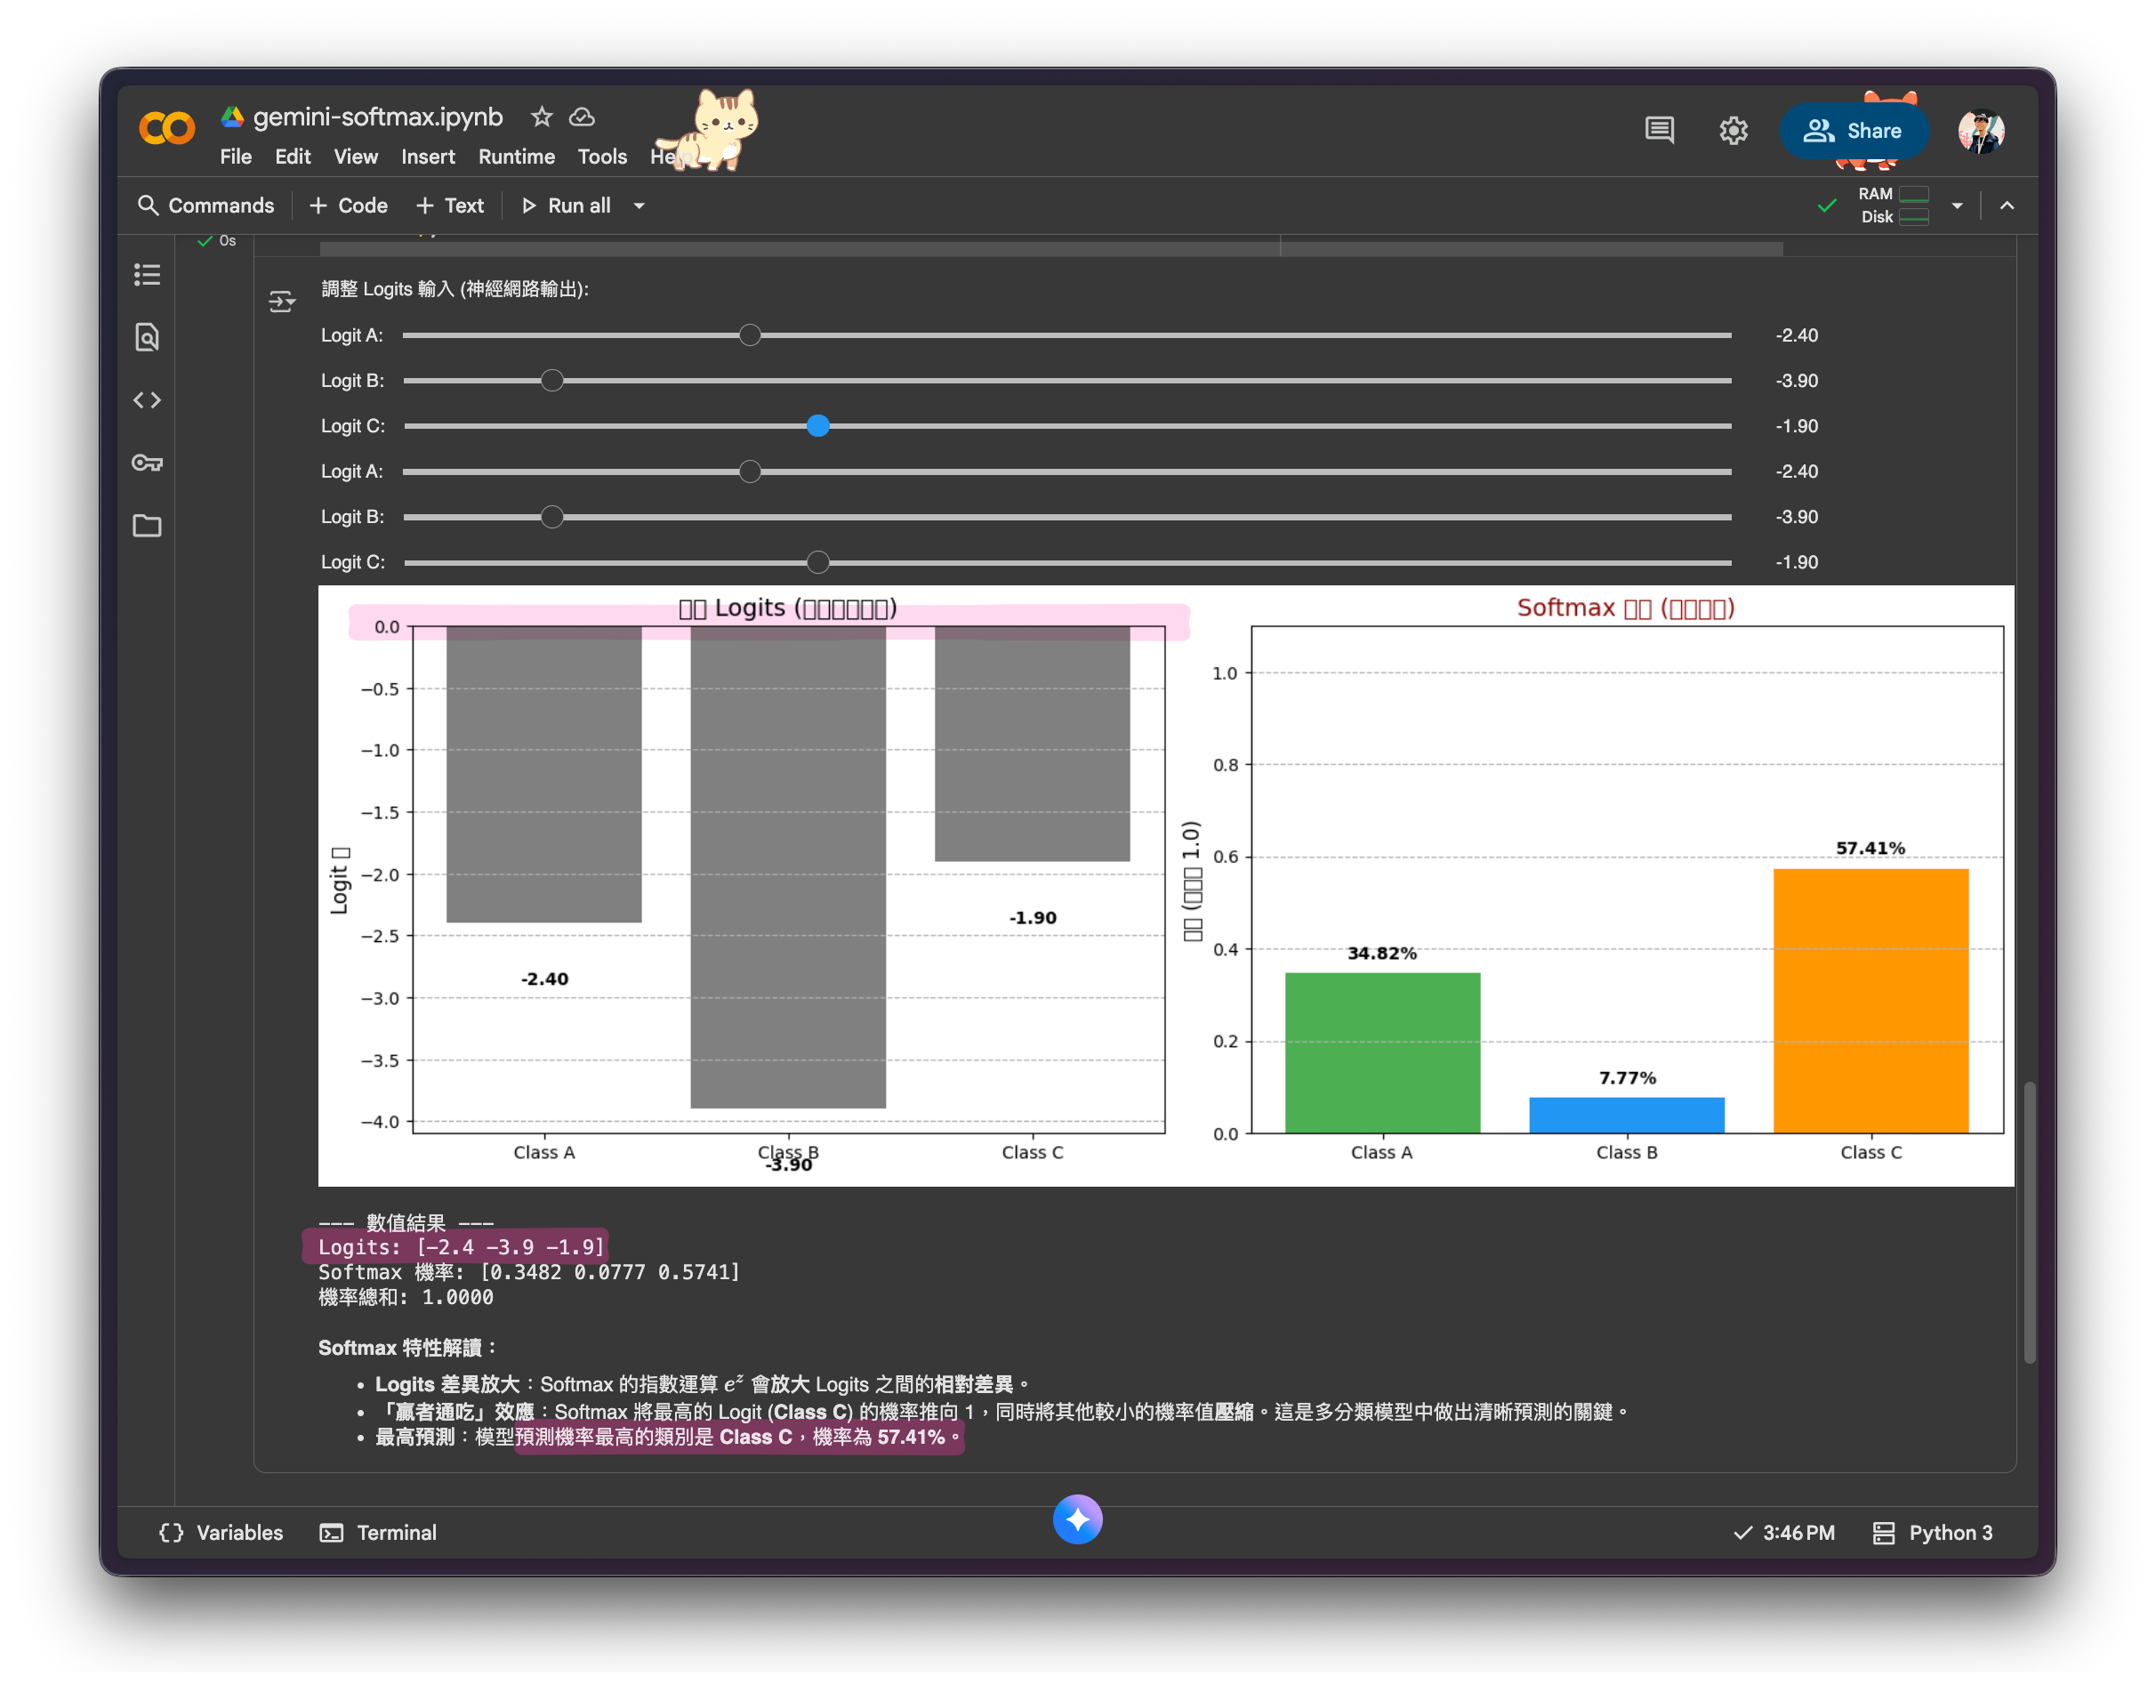 gemini-softmax.ipynb
File Edit View Insert Runtime Tools
Share
Commands + Code + Text Run all
RAM
Disk
0s
調整 Logits 輸入 (神經網路輸出):
Logit A: -2.40
Logit B: -3.90
Logit C: -1.90
Logit A: -2.40
Logit B: -3.90
Logit C: -1.90
Logits
0.0
−0.5
−1.0
−1.5
−2.0
−2.5
−3.0
−3.5
−4.0
Logit
-2.40
-3.90
-1.90
Class A Class B Class C
Softmax
1.0
0.8
0.6
0.4
0.2
0.0
1.0)
34.82%
7.77%
57.41%
Class A Class B Class C
--- 數值結果 ---
Logits: [-2.4 -3.9 -1.9]
Softmax 機率: [0.3482 0.0777 0.5741]
機率總和: 1.0000
Softmax 特性解讀：
• Logits 差異放大：Softmax 的指數運算 e^z 會放大 Logits 之間的相對差異。
• 「贏者通吃」效應：Softmax 將最高的 Logit (Class C) 的機率推向 1，同時將其他較小的機率值壓縮。這是多分類模型中做出清晰預測的關鍵。
• 最高預測：模型預測機率最高的類別是 Class C，機率為 57.41%。
{} Variables Terminal
3:46 PM Python 3